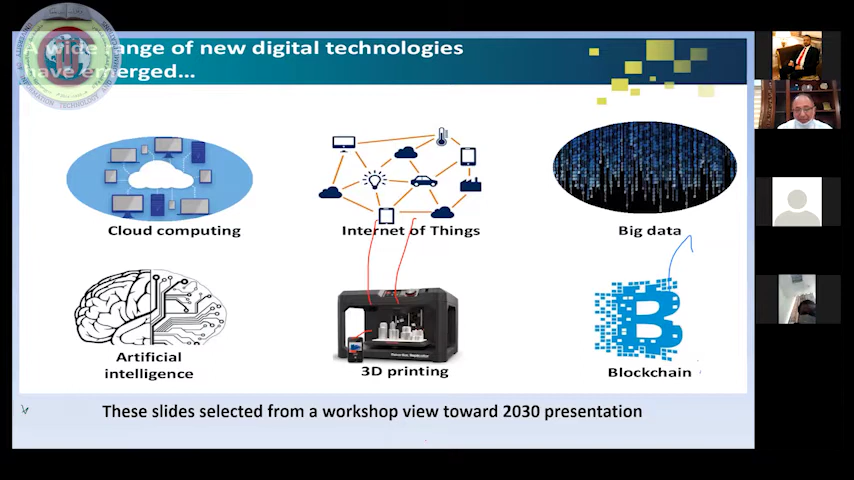 A wide range of new digital technologies
have emerged...
Cloud computing
Internet of Things
Big data
Artificial
intelligence
3D printing
Blockchain
These slides selected from a workshop view toward 2030 presentation